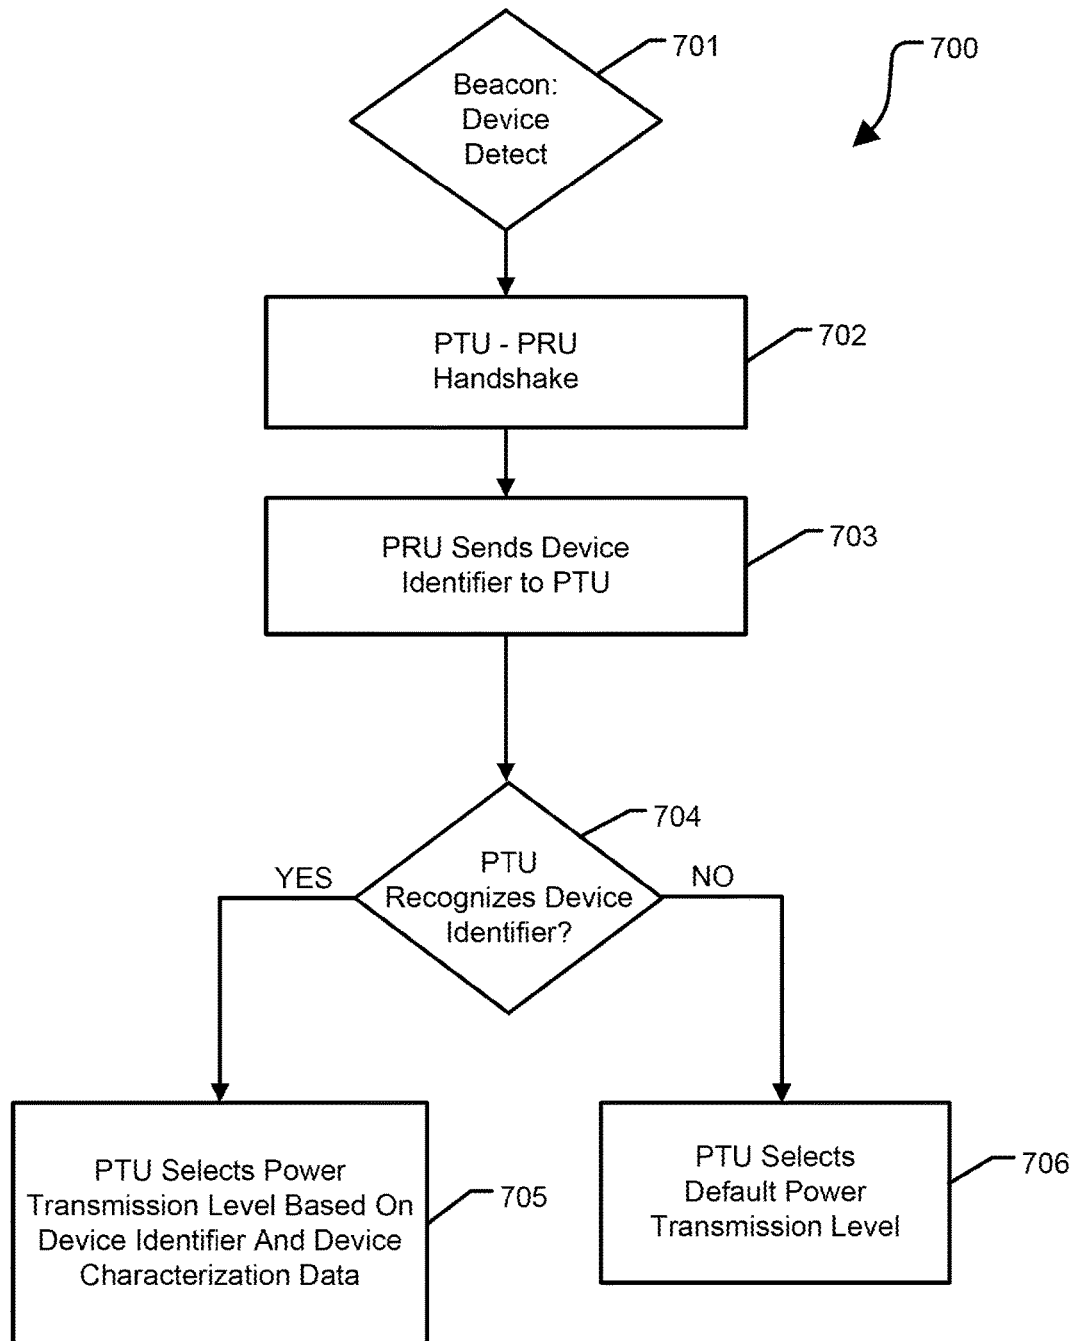 701
700
Beacon:
Device
Detect
PTU - PRU
Handshake
702
PRU Sends Device
Identifier to PTU
703
704
PTU
Recognizes Device
Identifier?
YES
NO
PTU Selects Power
Transmission Level Based On
Device Identifier And Device
Characterization Data
705
PTU Selects
Default Power
Transmission Level
706